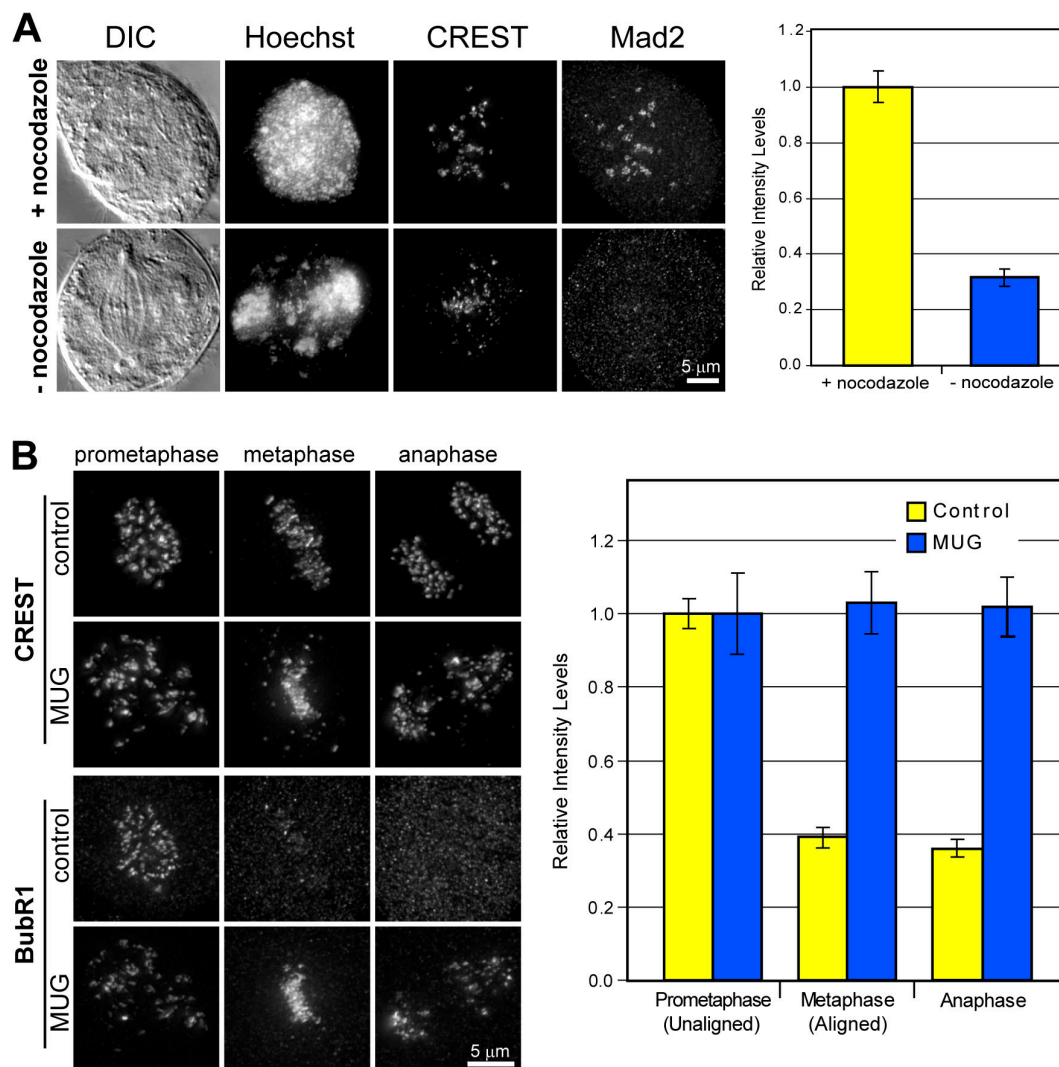 A
DIC
Hoechst
CREST
Mad2
+ nocodazole
- nocodazole
5 μm
Relative Intensity Levels
1.2
1.0
0.8
0.6
0.4
0.2
0.0
+ nocodazole
- nocodazole
B
prometaphase
metaphase
anaphase
CREST
control
MUG
BubR1
control
MUG
5 μm
Relative Intensity Levels
Control
MUG
1.2
1.0
0.8
0.6
0.4
0.2
0.0
Prometaphase
(Unaligned)
Metaphase
(Aligned)
Anaphase